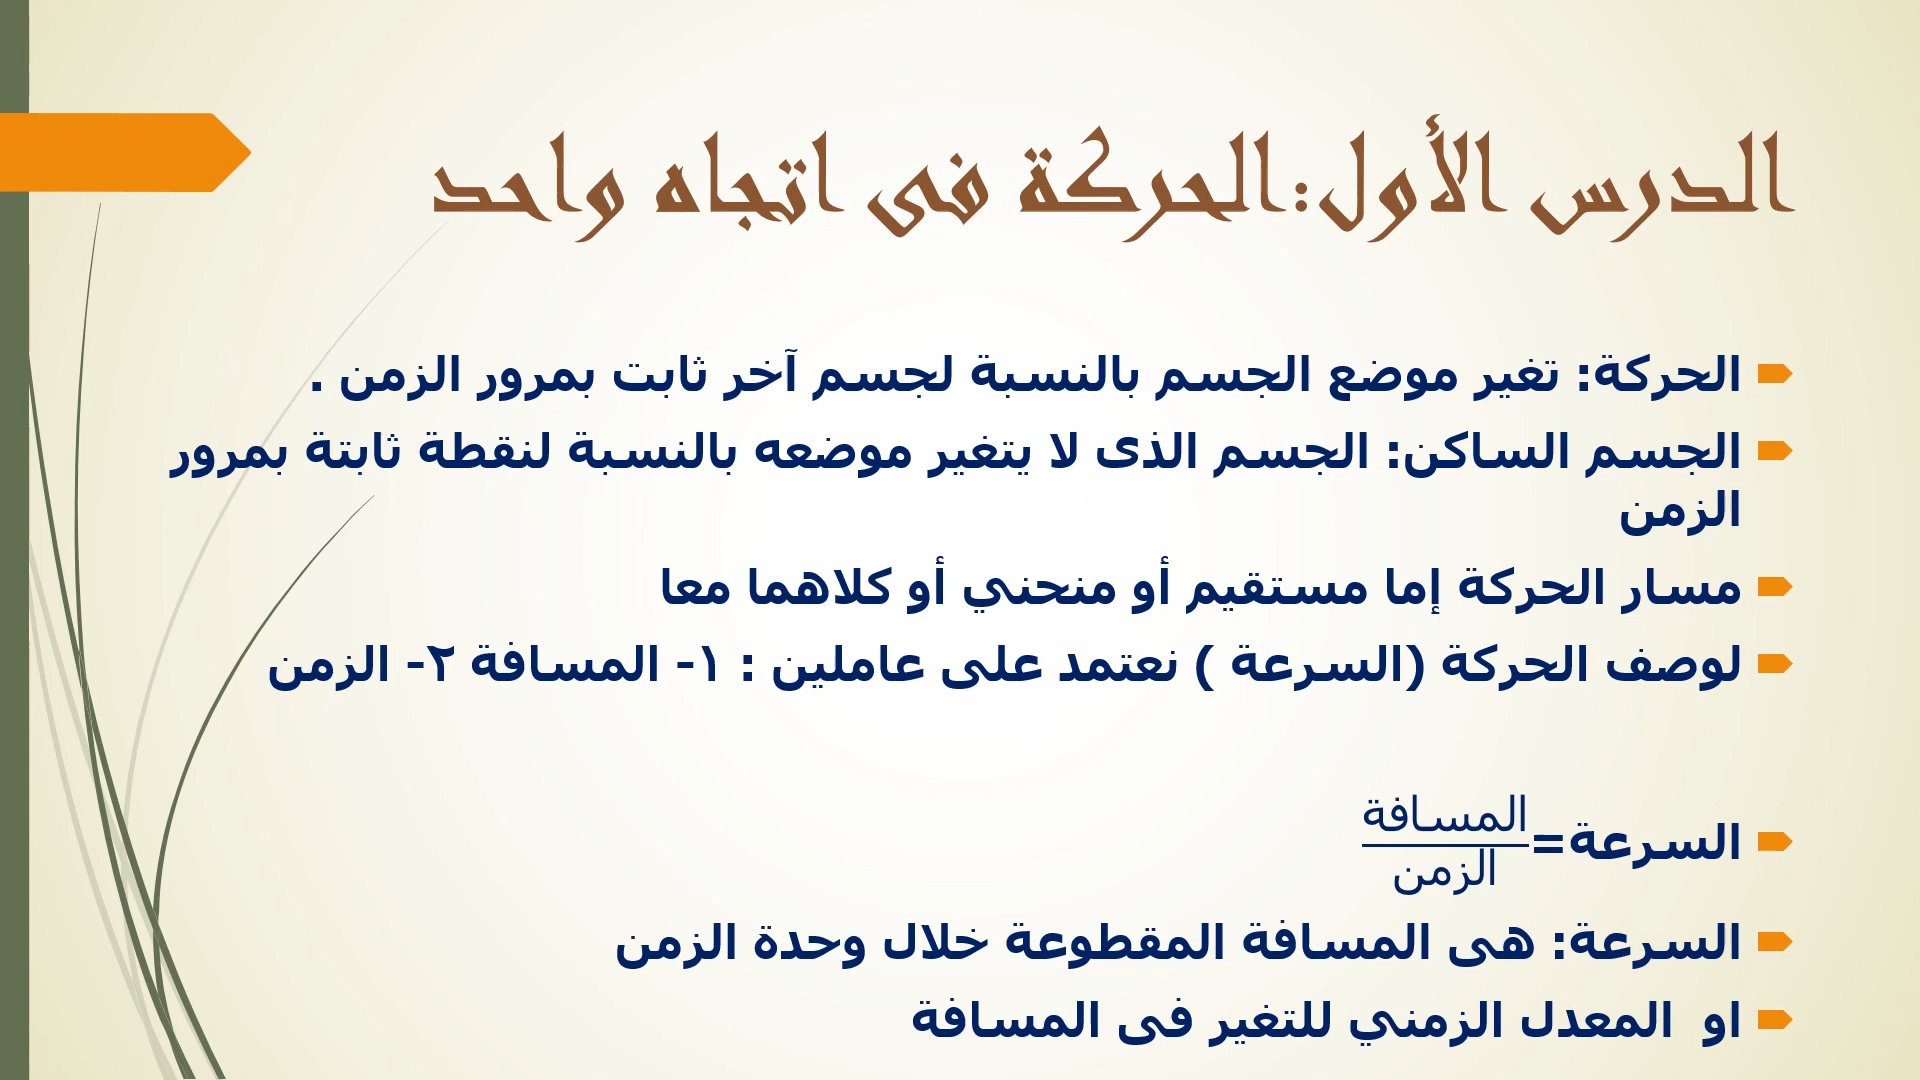 الدرس الأول:الحركة فى اتجاه واحد
الحركة: تغير موضع الجسم بالنسبة لجسم آخر ثابت بمرور الزمن .
الجسم الساكن: الجسم الذى لا يتغير موضعه بالنسبة لنقطة ثابتة بمرور
الزمن
مسار الحركة إما مستقيم أو منحني أو كلاهما معا
لوصف الحركة (السرعة ) نعتمد على عاملين : ١- المسافة ٢- الزمن
السرعة=المسافة
الزمن
السرعة: هى المسافة المقطوعة خلال وحدة الزمن
او المعدل الزمني للتغير فى المسافة